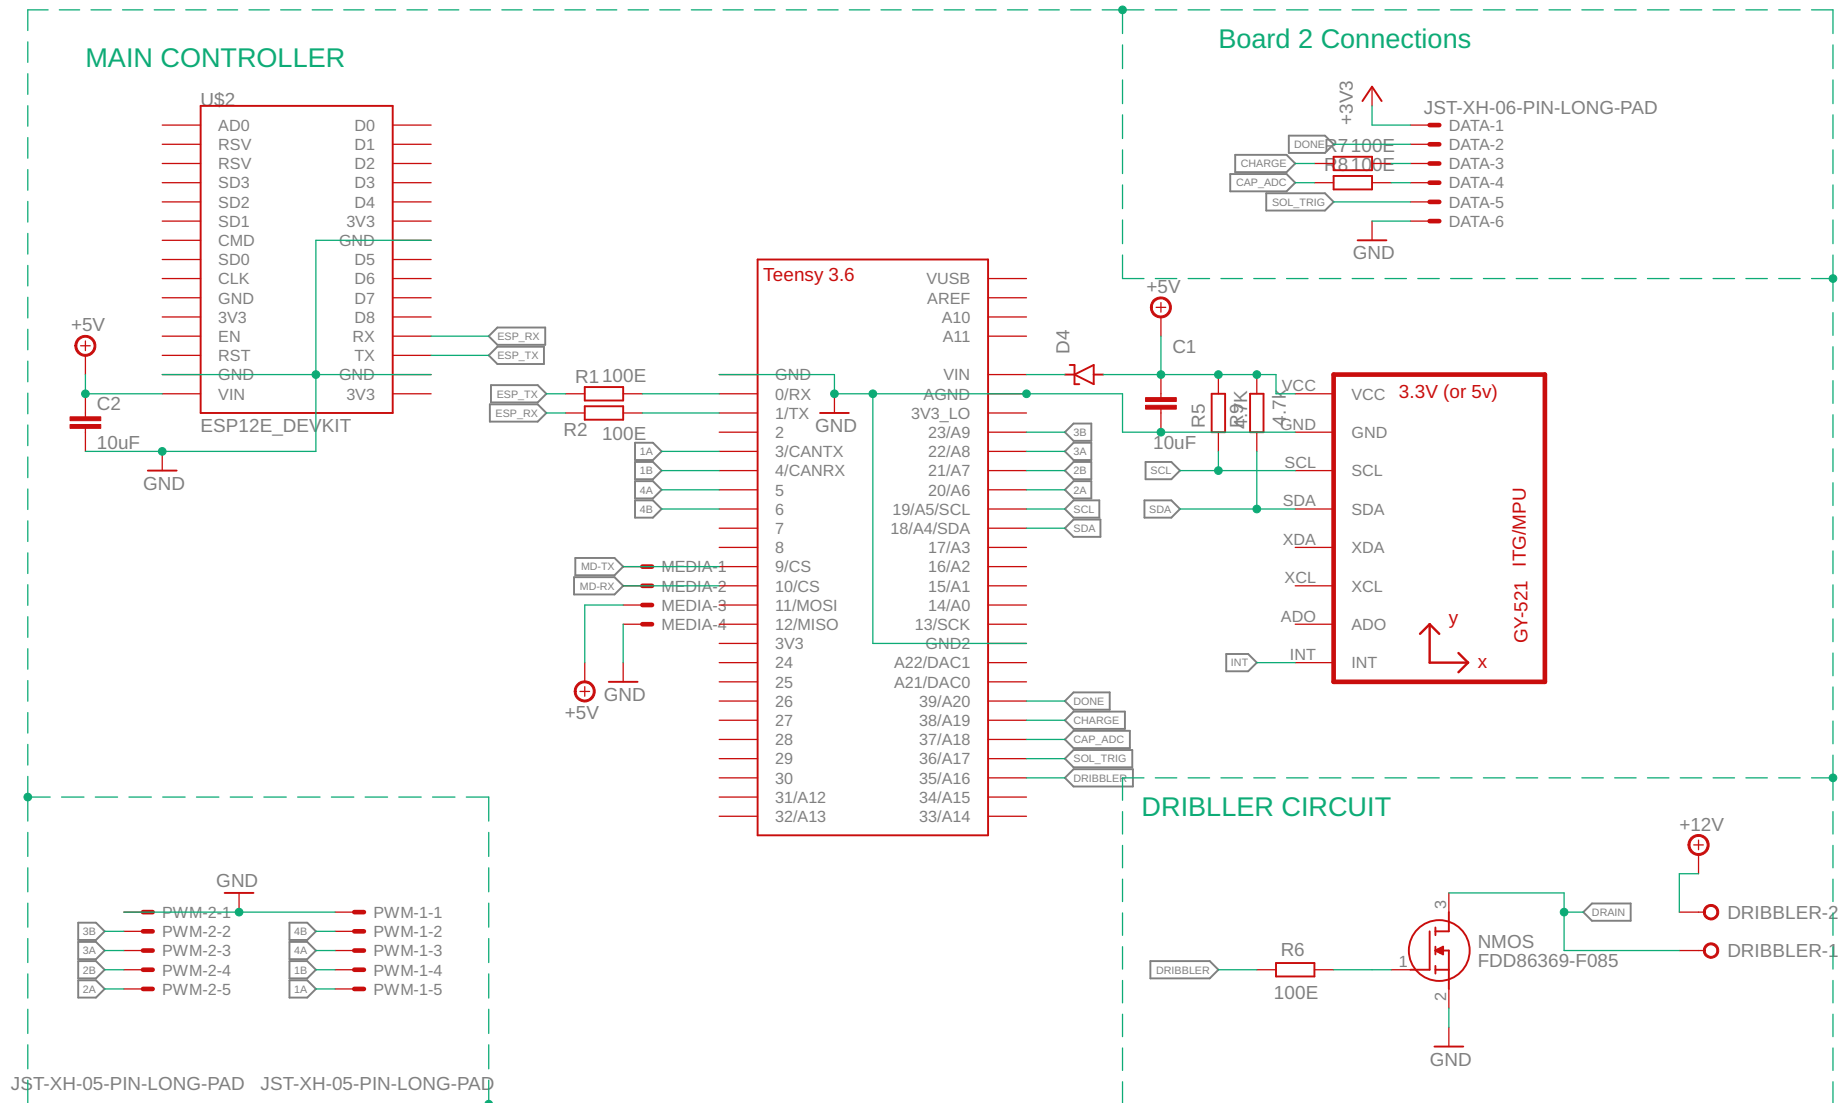 MAIN CONTROLLER
U$2
AD0 D0
RSV D1
RSV D2
SD3 D3
SD2 D4
SD1 3V3
CMD GND
SD0 D5
CLK D6
GND D7
3V3 D8
EN RX
RST TX
GND GND
VIN 3V3
ESP12E_DEVKIT
+5V
C2
10uF
GND
ESP_RX
ESP_TX
ESP_TX
ESP_RX
R1 100E
R2 100E
1A
1B
4A
4B
MD-TX
MD-RX
MEDIA-1
MEDIA-2
MEDIA-3
MEDIA-4
+5V
GND
Teensy 3.6
GND
0/RX
1/TX
2
3/CANTX
4/CANRX
5
6
7
8
9/CS
10/CS
11/MOSI
12/MISO
3V3
24
25
26
27
28
29
30
31/A12
32/A13
GND
VUSB
AREF
A10
A11
VIN
AGND
3V3_LO
23/A9
22/A8
21/A7
20/A6
19/A5/SCL
18/A4/SDA
17/A3
16/A2
15/A1
14/A0
13/SCK
GND2
A22/DAC1
A21/DAC0
39/A20
38/A19
37/A18
36/A17
35/A16
34/A15
33/A14
3B
3A
2B
2A
SCL
SDA
DONE
CHARGE
CAP_ADC
SOL_TRIG
DRIBBLER
Board 2 Connections
+3V3
JST-XH-06-PIN-LONG-PAD
DATA-1
DATA-2
DATA-3
DATA-4
DATA-5
DATA-6
DONE
CHARGE
CAP_ADC
SOL_TRIG
R7 100E
R8 100E
GND
+5V
D4
C1
10uF
R5
4.7K
R9
4.7K
SCL
SDA
INT
VCC
GND
SCL
SDA
XDA
XCL
ADO
INT
3.3V (or 5v)
VCC
GND
SCL
SDA
XDA
XCL
ADO
INT
GY-521 ITG/MPU
y
x
DRIBLLER CIRCUIT
+12V
DRIBBLER-2
DRIBBLER-1
DRAIN
NMOS
FDD86369-F085
3
1
2
R6
100E
DRIBBLER
GND
GND
PWM-2-1
PWM-2-2
PWM-2-3
PWM-2-4
PWM-2-5
3B
3A
2B
2A
PWM-1-1
PWM-1-2
PWM-1-3
PWM-1-4
PWM-1-5
4B
4A
1B
1A
JST-XH-05-PIN-LONG-PAD
JST-XH-05-PIN-LONG-PAD